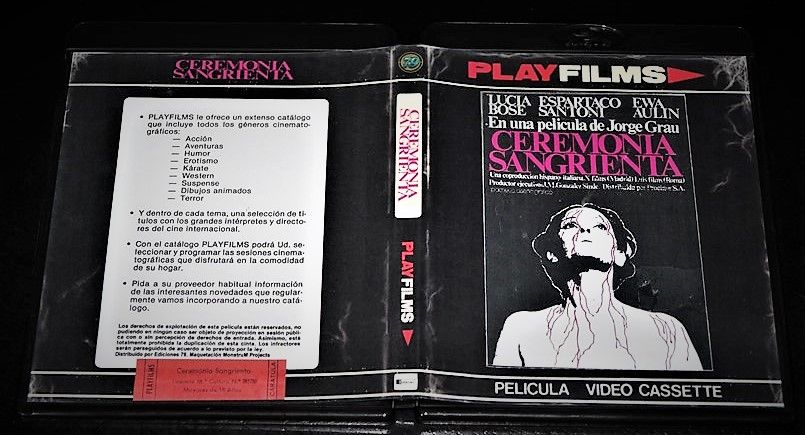 CEREMONIA
SANGRIENTA
• PLAYFILMS le ofrece un extenso catálogo
que incluye todos los géneros cinemato-
gráficos:
— Acción
— Aventuras
— Humor
— Erotismo
— Kárate
— Western
— Suspense
— Dibujos animados
— Terror
• Y dentro de cada tema, una selección de tí-
tulos con los grandes intérpretes y directo-
res del cine internacional.
• Con el catálogo PLAYFILMS podrá Ud. se-
leccionar y programar las sesiones cinema-
tográficas que disfrutará en la comodidad
de su hogar.
• Pida a su proveedor habitual información
de las interesantes novedades que regular-
mente vamos incorporando a nuestro catá-
logo.
Los derechos de explotación de esta película están reservados, no
pudiendo en ningún caso ser objeto de proyección en sesión públi-
ca con o sin percepción de derechos de entrada. Asimismo, está
totalmente prohibida la duplicación de esta cinta. Los infractores
serán perseguidos de acuerdo a lo previsto por la ley.
Distribuido por Ediciones 79, Maquetación MonstruM Projects
PLAYFILMS
Ceremonia Sangrienta
CARATULA
CEREMONIA
SANGRIENTA
PLAYFILMS
PLAYFILMS
LUCIA ESPARTACO EWA
BOSE SANTONI AULIN
En una película de Jorge Grau
CEREMONIA
SANGRIENTA
Una coproducción hispano italiana. X Films (Madrid) Luis Films (Roma)
Productor ejecutivo: J.M. Gonzalez Sinde. Distribuida por Procinor S.A.
PELICULA VIDEO CASSETTE